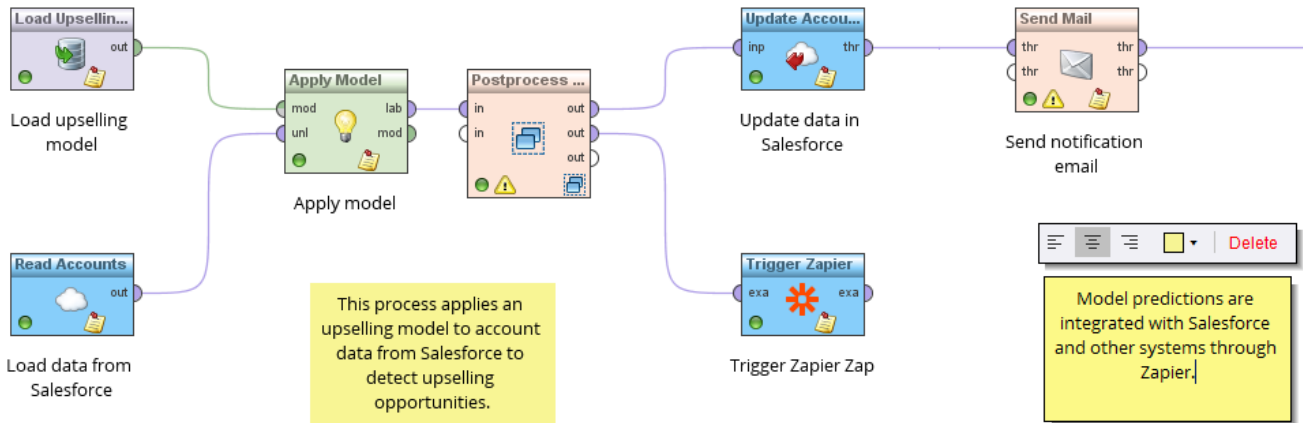 Load Upsellin...
out
Load upselling
model
Apply Model
mod
lab
unl
mod
Apply model
Postprocess ...
in
out
in
out
out
Update Accou...
inp
thr
Update data in
Salesforce
Send Mail
thr
thr
thr
thr
Send notification
email
Read Accounts
out
Load data from
Salesforce
This process applies an
upselling model to account
data from Salesforce to
detect upselling
opportunities.
Trigger Zapier
exa
exa
Trigger Zapier Zap
Delete
Model predictions are
integrated with Salesforce
and other systems through
Zapier.